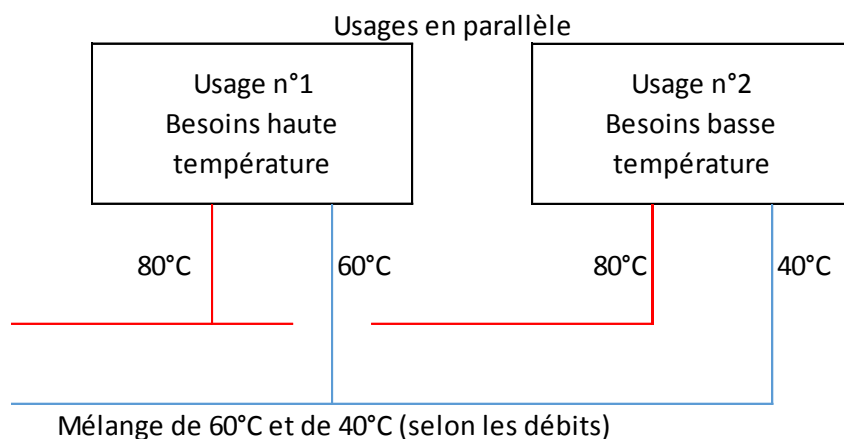 Usages en parallèle
Usage n°1
Besoins haute
température
Usage n°2
Besoins basse
température
80°C
60°C
80°C
40°C
Mélange de 60°C et de 40°C (selon les débits)